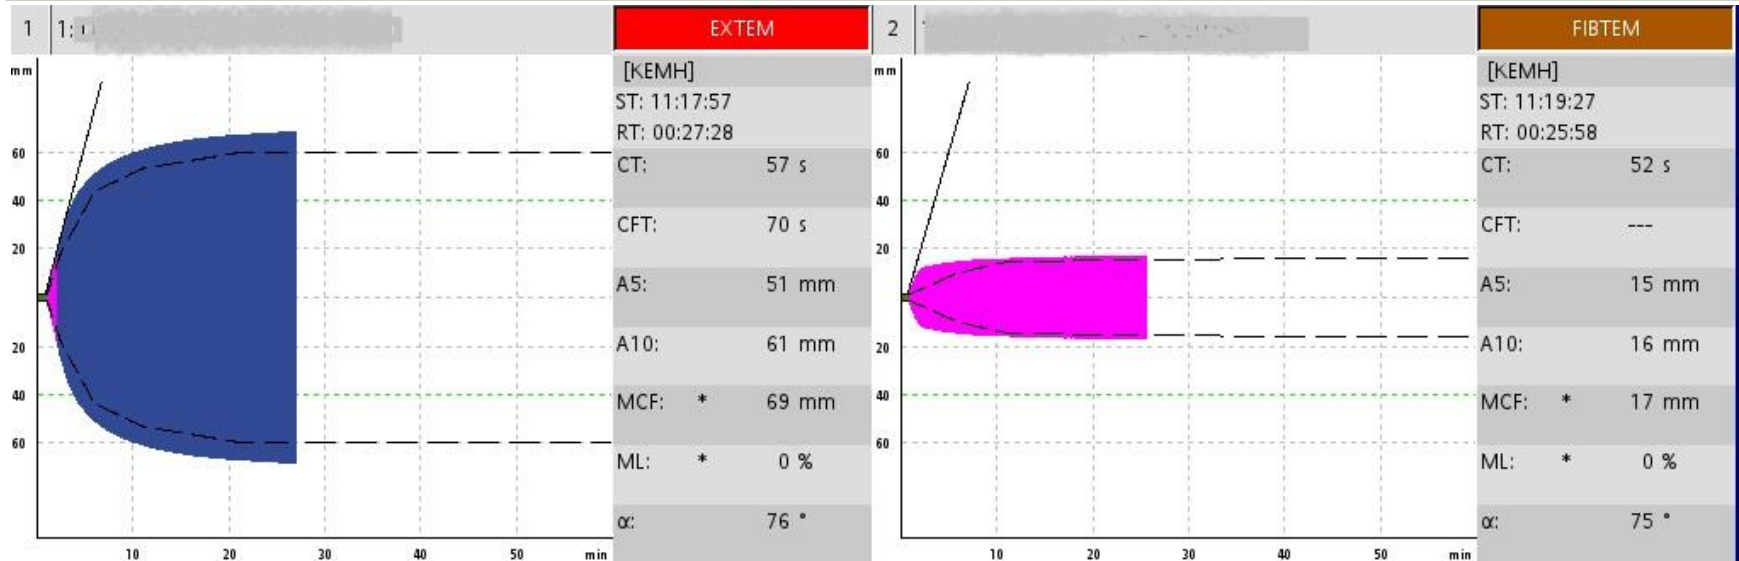 1
1:
EXTEM
[KEMH]
ST: 11:17:57
RT: 00:27:28
CT: 57 s
CFT: 70 s
A5: 51 mm
A10: 61 mm
MCF: * 69 mm
ML: * 0 %
α: 76 °
mm
60
40
20
20
40
60
10 20 30 40 50 min
2
FIBTEM
[KEMH]
ST: 11:19:27
RT: 00:25:58
CT: 52 s
CFT: ---
A5: 15 mm
A10: 16 mm
MCF: * 17 mm
ML: * 0 %
α: 75 °
mm
60
40
20
20
40
60
10 20 30 40 50 min